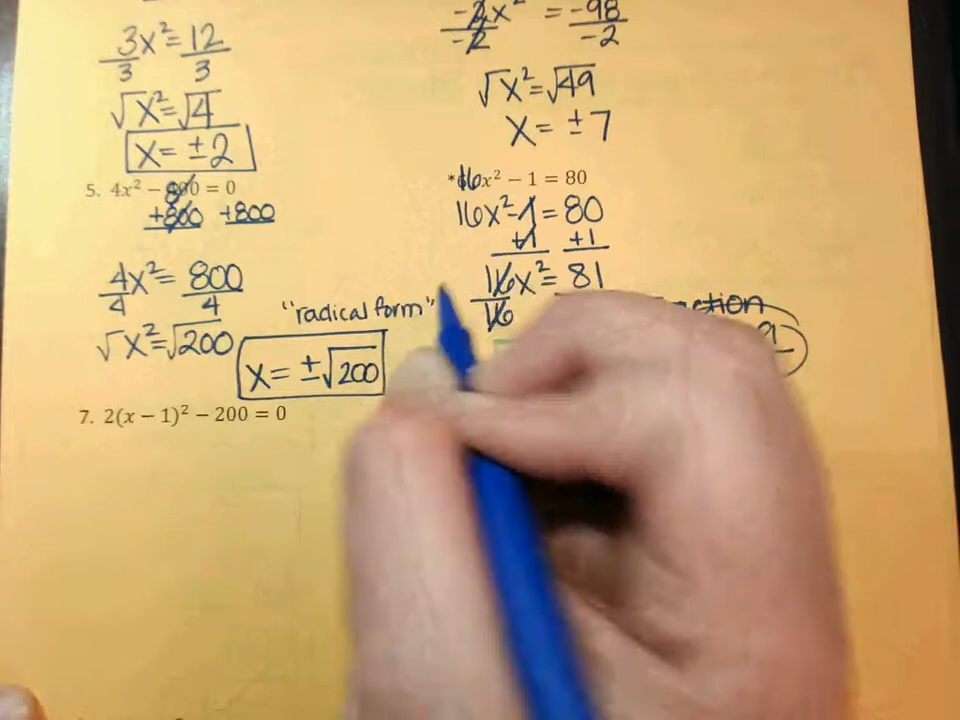 3x² = 12
3 3
√x² = √4
x = ±2
-2x² = -98
-2 -2
√x² = √49
x = ±7
5. 4x² − 800 = 0
+800 +800
4x² = 800
4 4
√x² = √200
"radical form"
x = ±√200
*16x² − 1 = 80
16x² - 1 = 80
+1 +1
16x² = 81
16
9
7. 2(x − 1)² − 200 = 0